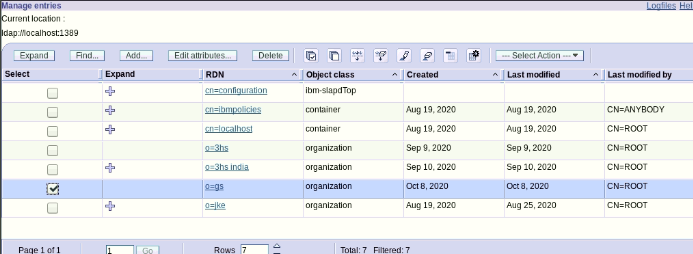 Manage entries Logfiles
Current location :
ldap://localhost:1389
Expand Find... Add... Edit attributes... Delete --- Select Action ---
Select Expand RDN Object class Created Last modified Last modified by
cn=configuration ibm-slapdTop
cn=ibmpolicies container Aug 19, 2020 Aug 19, 2020 CN=ANYBODY
cn=localhost container Aug 19, 2020 Aug 19, 2020 CN=ROOT
o=3hs organization Sep 9, 2020 Sep 9, 2020 CN=ROOT
o=3hs india organization Sep 10, 2020 Sep 10, 2020 CN=ROOT
o=gs organization Oct 8, 2020 Oct 8, 2020 CN=ROOT
o=jke organization Aug 19, 2020 Aug 25, 2020 CN=ROOT
Page 1 of 1 1 Go Rows 7 Total: 7 Filtered: 7